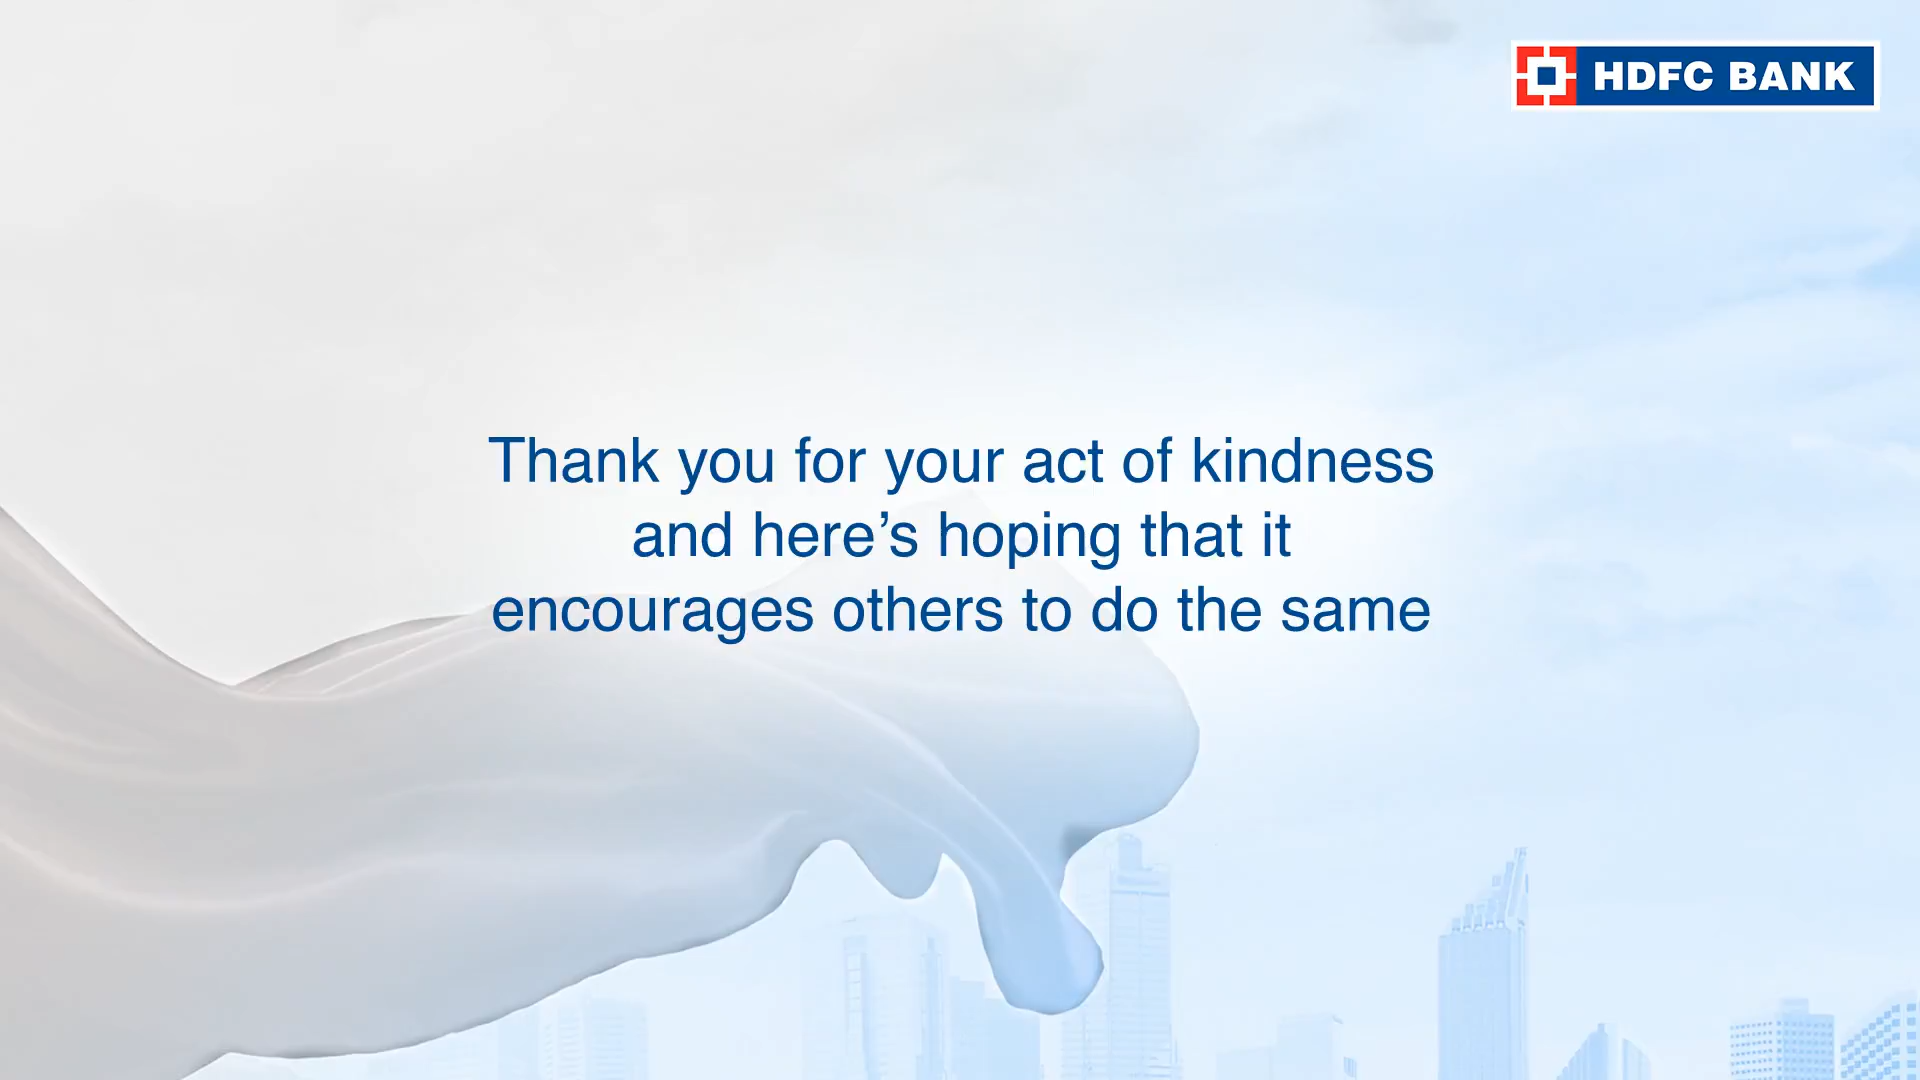 HDFC BANK
Thank you for your act of kindness
and here’s hoping that it
encourages others to do the same